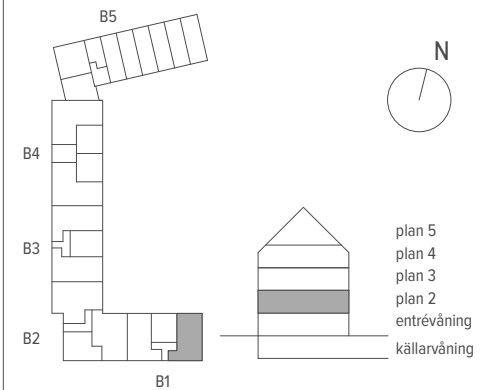 B5
N
B4
B3
B2
B1
plan 5
plan 4
plan 3
plan 2
entrévåning
källarvåning